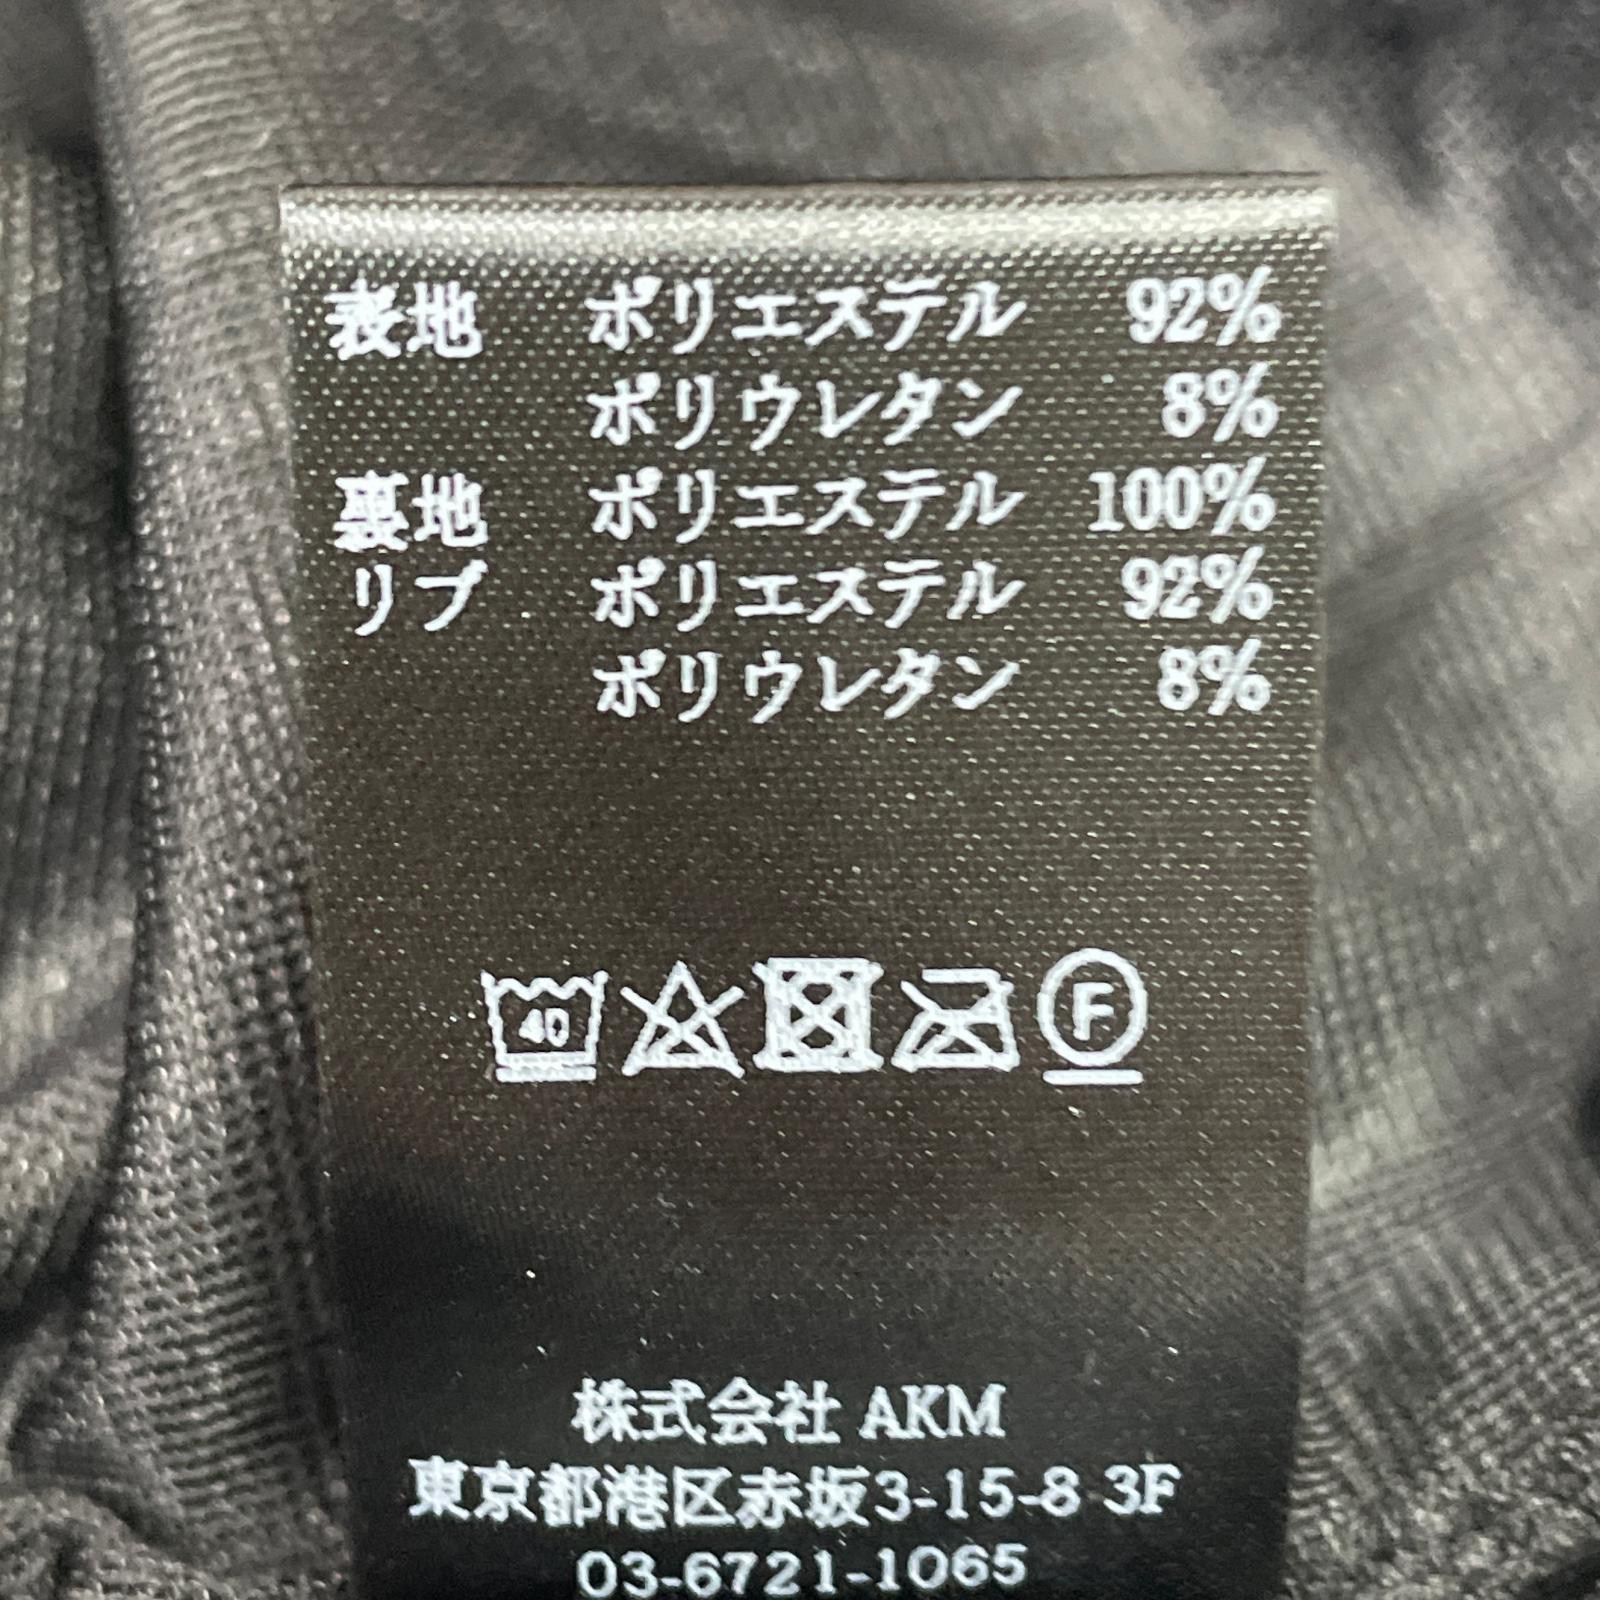 表地 ポリエステル 92%
ポリウレタン 8%
裏地 ポリエステル 100%
リブ ポリエステル 92%
ポリウレタン 8%
40
F
株式会社 AKM
東京都港区赤坂3-15-8 3F
03-6721-1065